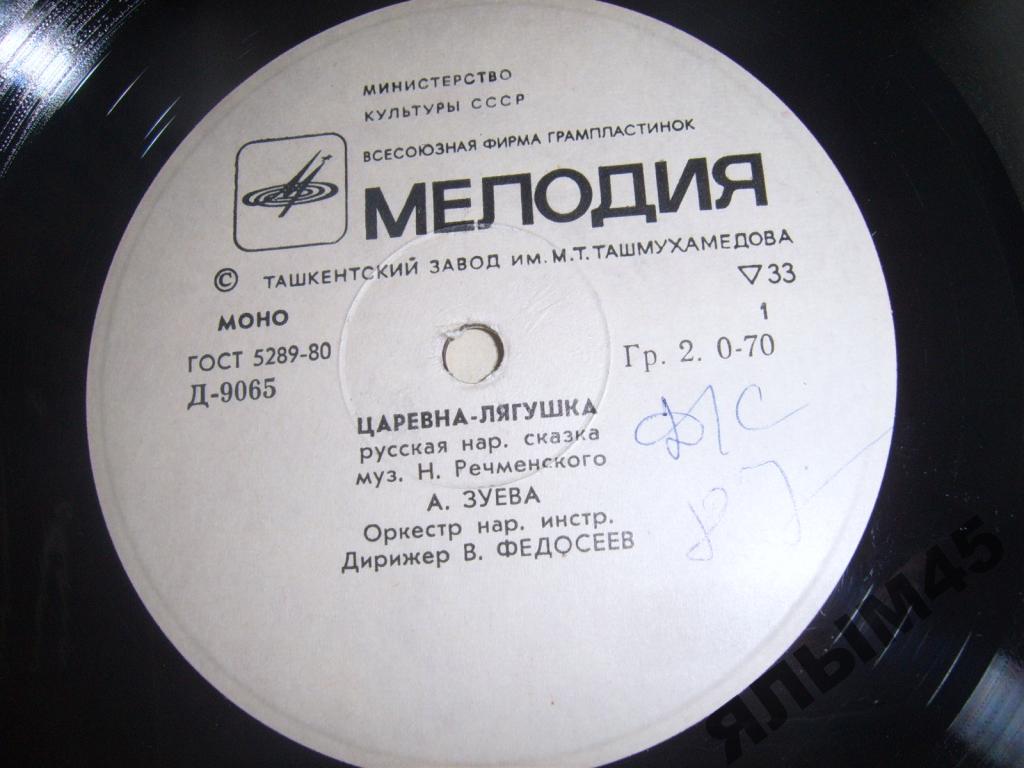 МИНИСТЕРСТВО
КУЛЬТУРЫ СССР
ВСЕСОЮЗНАЯ ФИРМА ГРАМПЛАСТИНОК
МЕЛОДИЯ
© ТАШКЕНТСКИЙ ЗАВОД ИМ. М.Т. ТАШМУХАМЕДОВА
▽33
МОНО
1
ГОСТ 5289-80
Гр. 2. 0-70
Д-9065
ЦАРЕВНА-ЛЯГУШКА
русская нар. сказка
муз. Н. Речменского
А. ЗУЕВА
Оркестр нар. инстр.
Дирижер В. ФЕДОСЕЕВ
ЯЛЫМ45